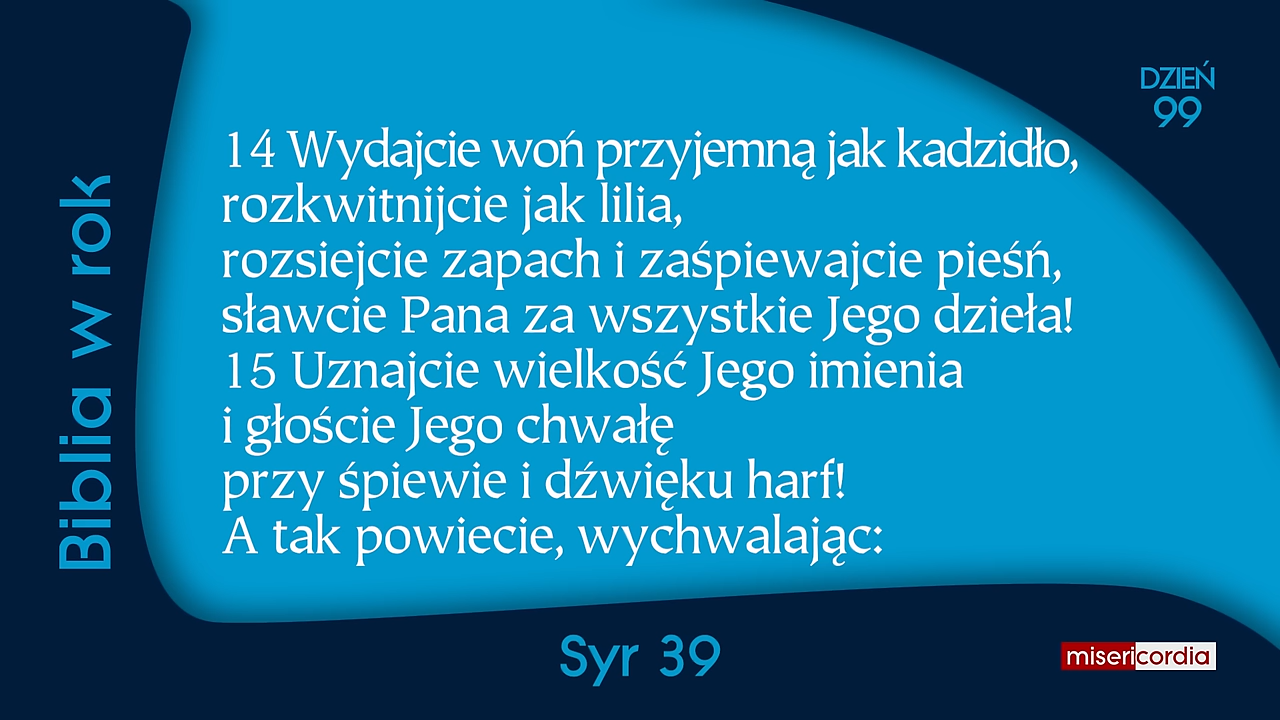 DZIEŃ
99
14 Wydajcie woń przyjemną jak kadzidło,
rozkwitnijcie jak lilia,
rozsiejcie zapach i zaśpiewajcie pieśń,
sławcie Pana za wszystkie Jego dzieła!
15 Uznajcie wielkość Jego imienia
i głoście Jego chwałę
przy śpiewie i dźwięku harf!
A tak powiecie, wychwalając:
Biblia w rok
Syr 39
misericordia